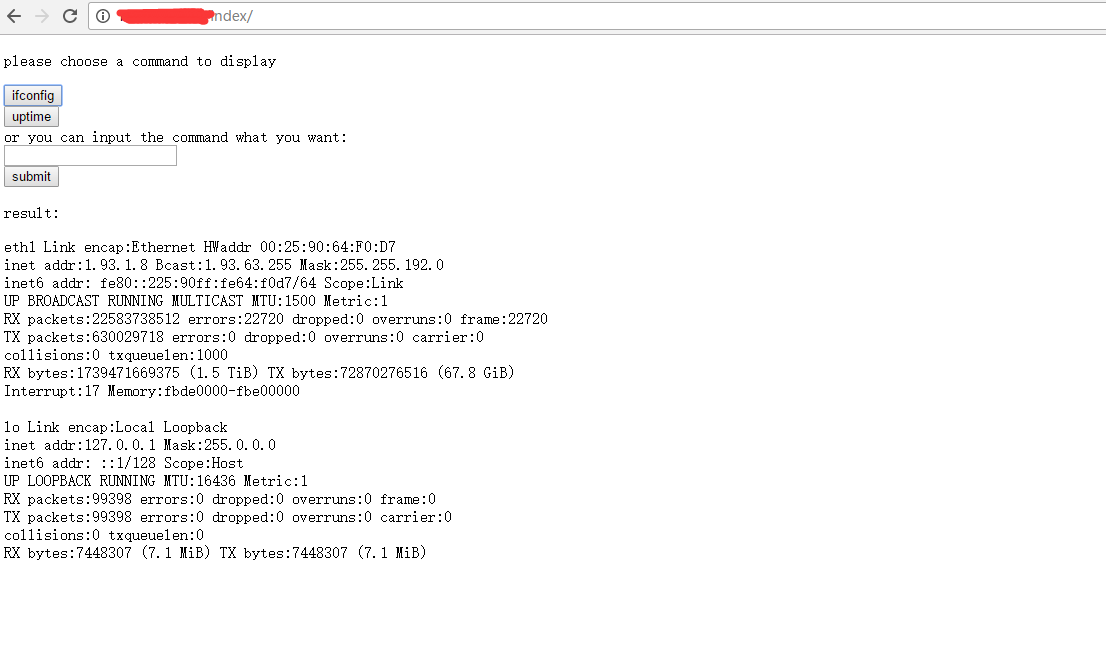 ndex/
please choose a command to display
ifconfig
uptime
or you can input the command what you want:
submit
result:
eth1 Link encap:Ethernet HWaddr 00:25:90:64:F0:D7
inet addr:1.93.1.8 Bcast:1.93.63.255 Mask:255.255.192.0
inet6 addr: fe80::225:90ff:fe64:f0d7/64 Scope:Link
UP BROADCAST RUNNING MULTICAST MTU:1500 Metric:1
RX packets:22583738512 errors:22720 dropped:0 overruns:0 frame:22720
TX packets:630029718 errors:0 dropped:0 overruns:0 carrier:0
collisions:0 txqueuelen:1000
RX bytes:1739471669375 (1.5 TiB) TX bytes:72870276516 (67.8 GiB)
Interrupt:17 Memory:fbde0000-fbe00000
lo Link encap:Local Loopback
inet addr:127.0.0.1 Mask:255.0.0.0
inet6 addr: ::1/128 Scope:Host
UP LOOPBACK RUNNING MTU:16436 Metric:1
RX packets:99398 errors:0 dropped:0 overruns:0 frame:0
TX packets:99398 errors:0 dropped:0 overruns:0 carrier:0
collisions:0 txqueuelen:0
RX bytes:7448307 (7.1 MiB) TX bytes:7448307 (7.1 MiB)